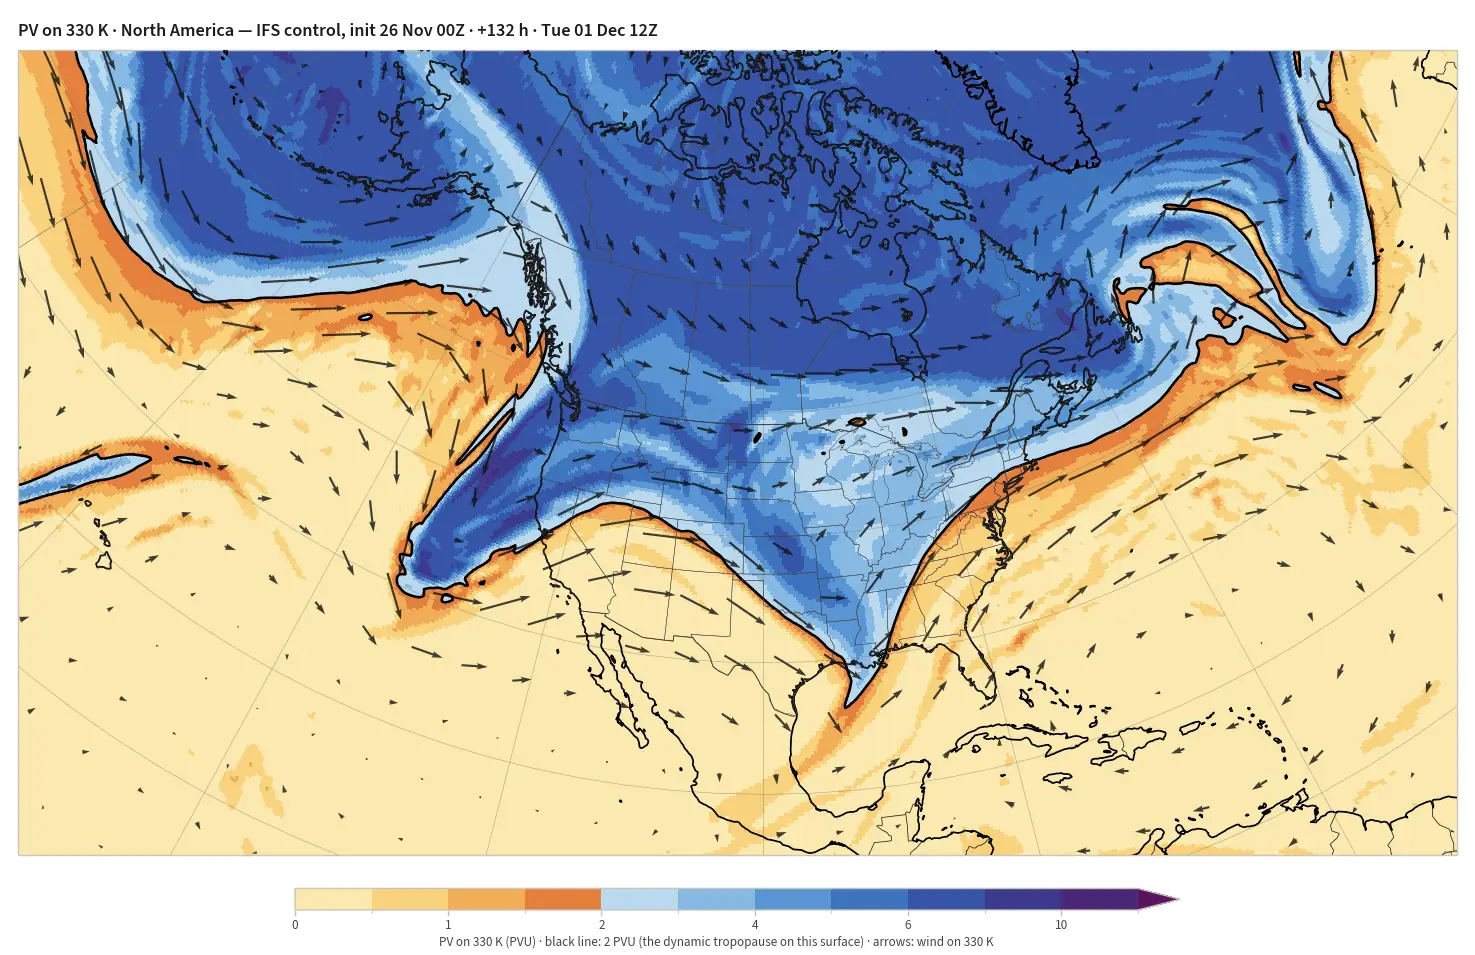 PV on 330 K · North America — IFS control, init 26 Nov 00Z · +132 h · Tue 01 Dec 12Z
0 1 2 4 6 10
PV on 330 K (PVU) · black line: 2 PVU (the dynamic tropopause on this surface) · arrows: wind on 330 K